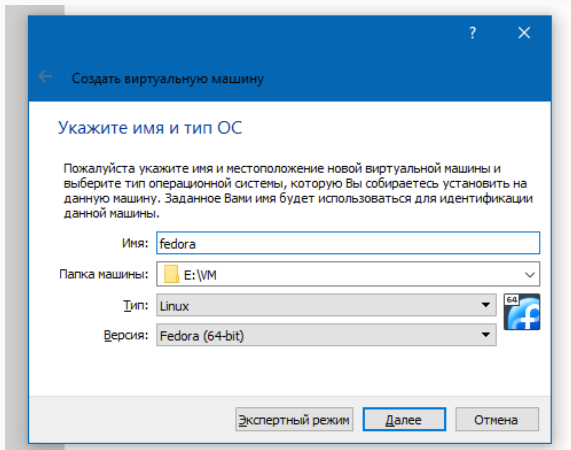 ?
Создать виртуальную машину
Укажите имя и тип ОС
Пожалуйста укажите имя и местоположение новой виртуальной машины и
выберите тип операционной системы, которую Вы собираетесь установить на
данную машину. Заданное Вами имя будет использоваться для идентификации
данной машины.
Имя: fedora
Папка машины: E:\VM
Тип: Linux
64
Версия: Fedora (64-bit)
Экспертный режим Далее Отмена